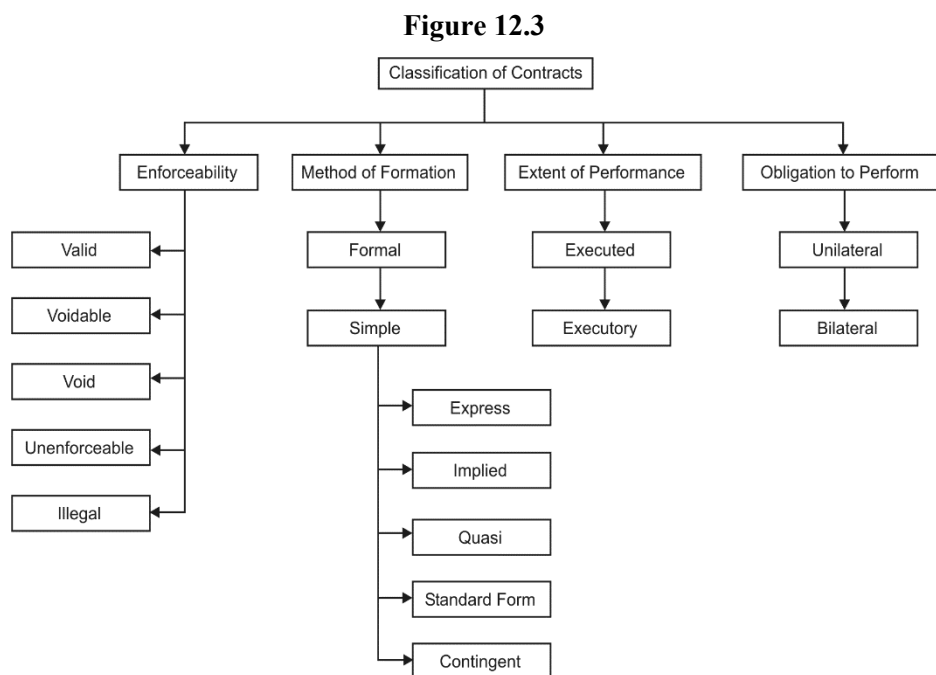 Figure 12.3
Classification of Contracts
Enforceability
Method of Formation
Extent of Performance
Obligation to Perform
Valid
Voidable
Void
Unenforceable
Illegal
Formal
Simple
Express
Implied
Quasi
Standard Form
Contingent
Executed
Executory
Unilateral
Bilateral